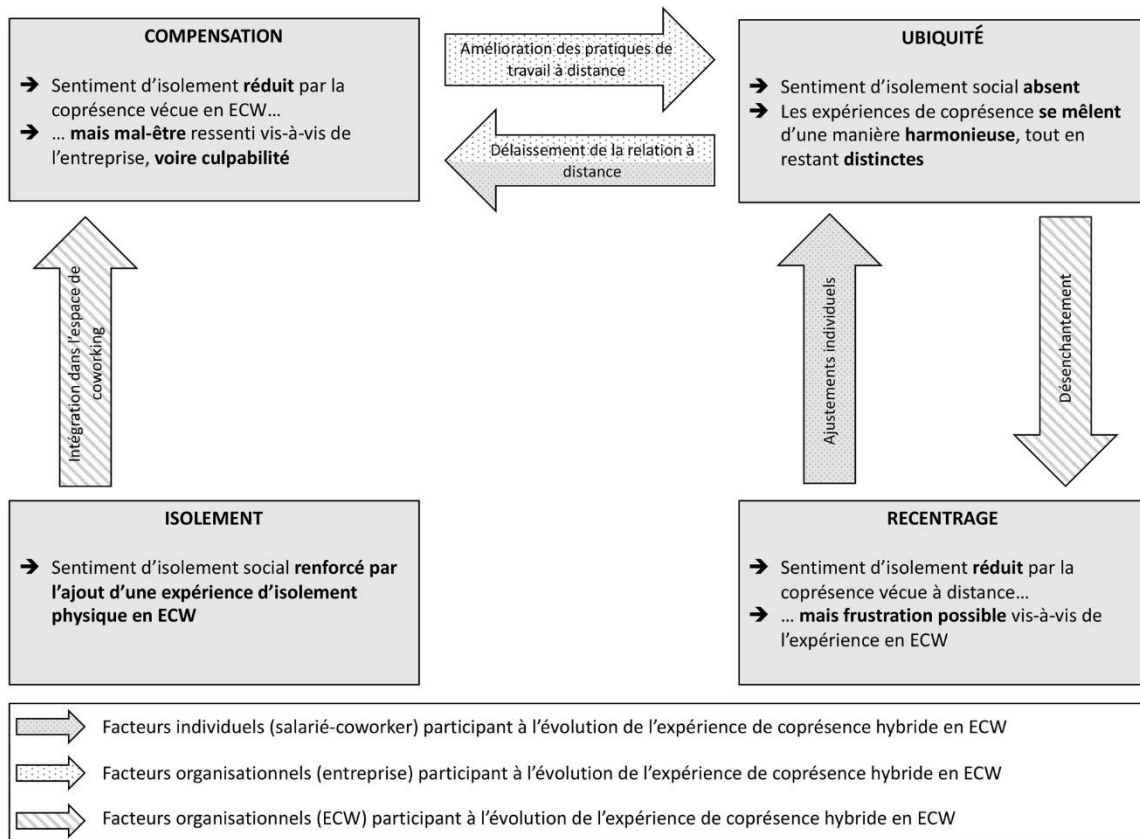 COMPENSATION
➔ Sentiment d’isolement réduit par la
coprésence vécue en ECW…
➔ … mais mal-être ressenti vis-à-vis de
l’entreprise, voire culpabilité
Amélioration des pratiques de
travail à distance
Délaissement de la relation à
distance
UBIQUITÉ
➔ Sentiment d’isolement social absent
➔ Les expériences de coprésence se mêlent
d’une manière harmonieuse, tout en
restant distinctes
Intégration dans l’espace de
coworking
Ajustements individuels
Désenchantement
ISOLEMENT
➔ Sentiment d’isolement social renforcé par
l’ajout d’une expérience d’isolement
physique en ECW
RECENTRAGE
➔ Sentiment d’isolement réduit par la
coprésence vécue à distance…
➔ … mais frustration possible vis-à-vis de
l’expérience en ECW
Facteurs individuels (salarié-coworker) participant à l’évolution de l’expérience de coprésence hybride en ECW
Facteurs organisationnels (entreprise) participant à l’évolution de l’expérience de coprésence hybride en ECW
Facteurs organisationnels (ECW) participant à l’évolution de l’expérience de coprésence hybride en ECW